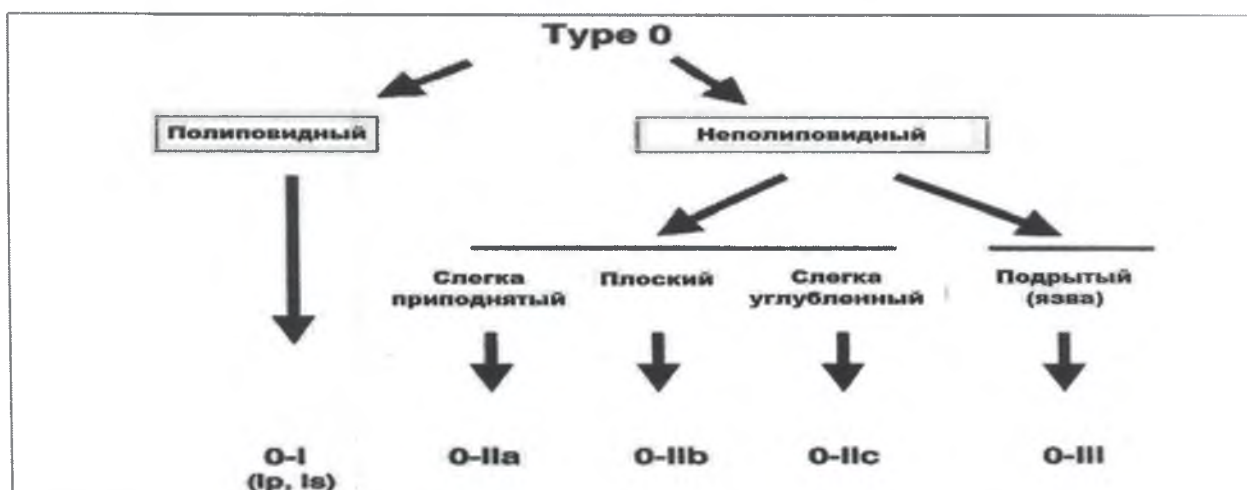 Type 0
Полиповидный
Неполиповидный
Слегка
приподнятый
Плоский
Слегка
углубленный
Подрытый
(язва)
0-I
(Ip, Is)
0-IIa
0-IIb
0-IIc
0-III